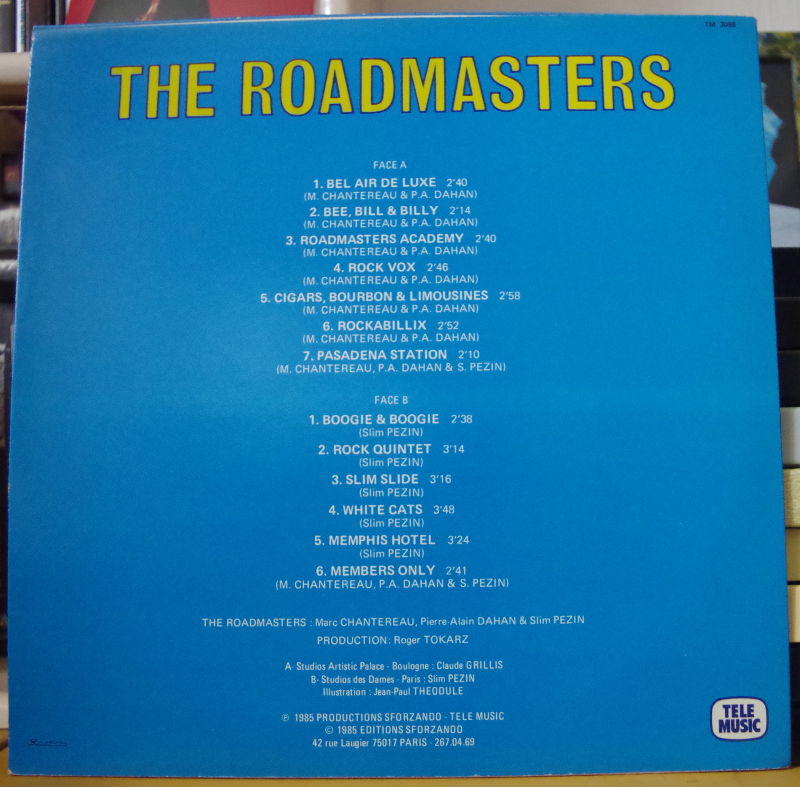 TM 3098
THE ROADMASTERS
FACE A
1. BEL AIR DE LUXE 2'40
(M. CHANTEREAU & P.A. DAHAN)
2. BEE, BILL & BILLY 2'14
(M. CHANTEREAU & P.A. DAHAN)
3. ROADMASTERS ACADEMY 2'40
(M. CHANTEREAU & P.A. DAHAN)
4. ROCK VOX 2'46
(M. CHANTEREAU & P.A. DAHAN)
5. CIGARS, BOURBON & LIMOUSINES 2'58
(M. CHANTEREAU & P.A. DAHAN)
6. ROCKABILLIX 2'52
(M. CHANTEREAU & P.A. DAHAN)
7. PASADENA STATION 2'10
(M. CHANTEREAU, P.A. DAHAN & S. PEZIN)
FACE B
1. BOOGIE & BOOGIE 2'38
(Slim PEZIN)
2. ROCK QUINTET 3'14
(Slim PEZIN)
3. SLIM SLIDE 3'16
(Slim PEZIN)
4. WHITE CATS 3'48
(Slim PEZIN)
5. MEMPHIS HOTEL 3'24
(Slim PEZIN)
6. MEMBERS ONLY 2'41
(M. CHANTEREAU, P.A. DAHAN & S. PEZIN)
THE ROADMASTERS : Marc CHANTEREAU, Pierre-Alain DAHAN & Slim PEZIN
PRODUCTION: Roger TOKARZ
A- Studios Artistic Palace - Boulogne : Claude GRILLIS
B- Studios des Dames - Paris : Slim PEZIN
Illustration : Jean-Paul THEODULE
℗ 1985 PRODUCTIONS SFORZANDO - TELE MUSIC
© 1985 EDITIONS SFORZANDO
42 rue Laugier 75017 PARIS - 267.04.69
TELE
MUSIC